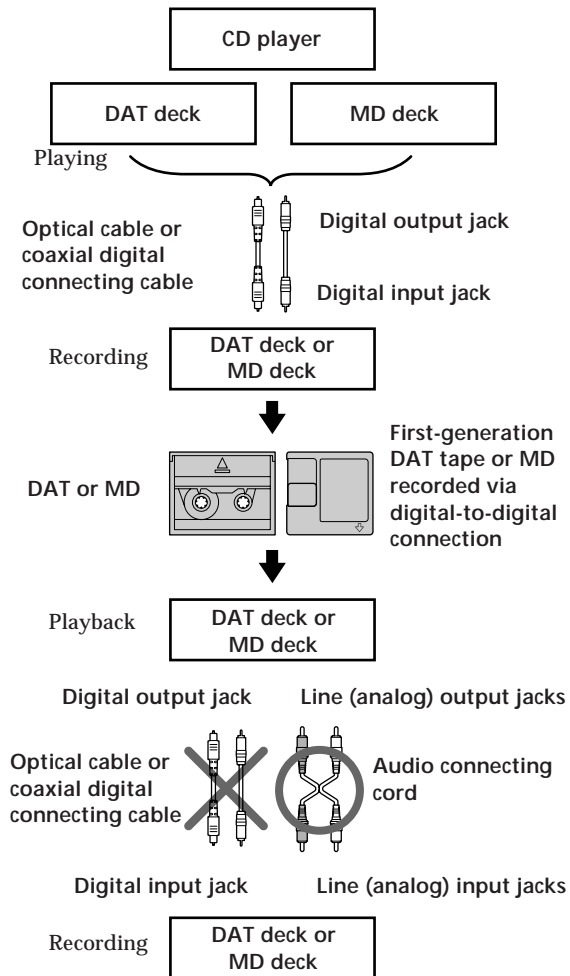 CD player
DAT deck
MD deck
Playing
Optical cable or
coaxial digital
connecting cable
Digital output jack
Digital input jack
Recording
DAT deck or
MD deck
DAT or MD
First-generation
DAT tape or MD
recorded via
digital-to-digital
connection
Playback
DAT deck or
MD deck
Digital output jack
Line (analog) output jacks
Optical cable or
coaxial digital
connecting cable
Audio connecting
cord
Digital input jack
Line (analog) input jacks
Recording
DAT deck or
MD deck